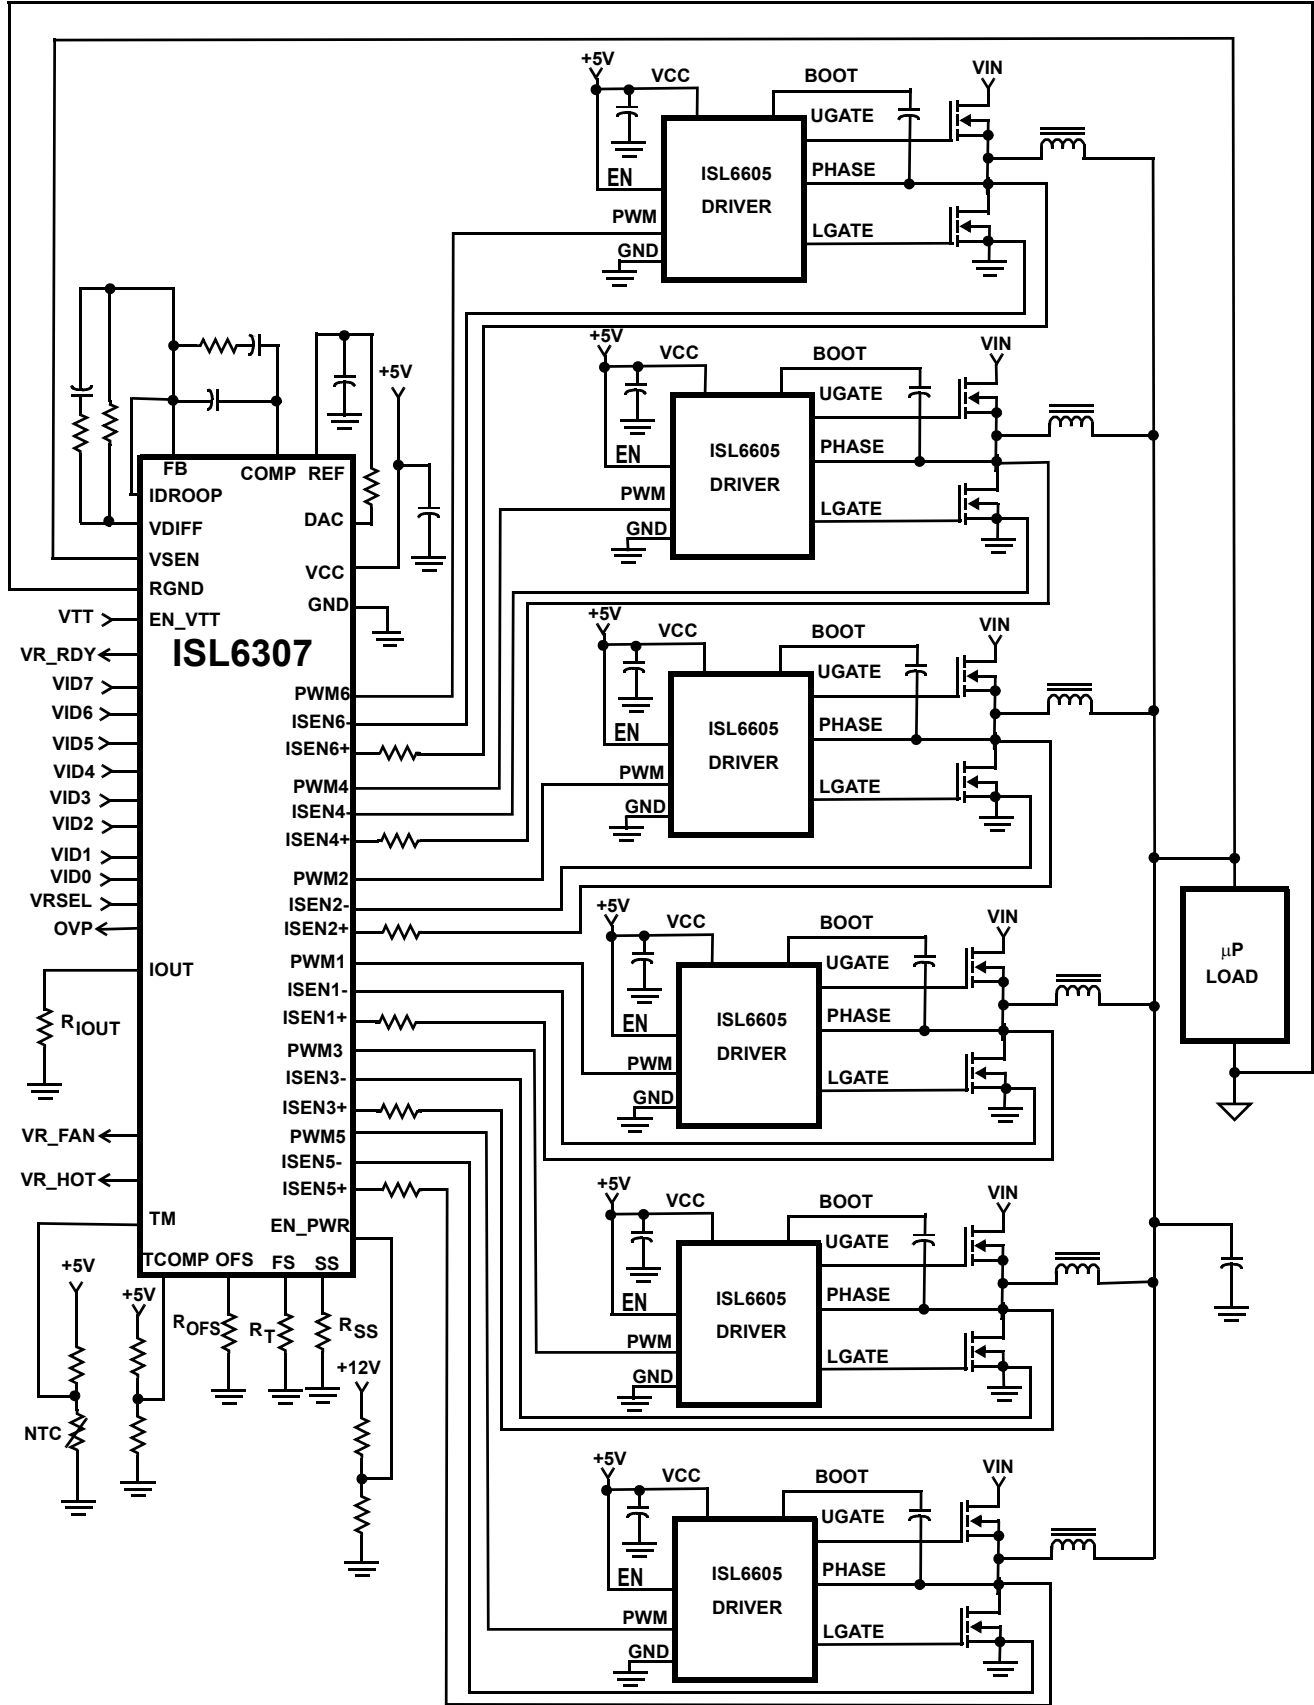 +5V
VCC
BOOT
VIN
UGATE
EN
ISL6605
DRIVER
PHASE
PWM
LGATE
GND
+5V
VCC
BOOT
VIN
UGATE
EN
ISL6605
DRIVER
PHASE
PWM
LGATE
GND
+5V
VCC
BOOT
VIN
UGATE
EN
ISL6605
DRIVER
PHASE
PWM
LGATE
GND
+5V
VCC
BOOT
VIN
UGATE
EN
ISL6605
DRIVER
PHASE
PWM
LGATE
GND
+5V
VCC
BOOT
VIN
UGATE
EN
ISL6605
DRIVER
PHASE
PWM
LGATE
GND
+5V
VCC
BOOT
VIN
UGATE
EN
ISL6605
DRIVER
PHASE
PWM
LGATE
GND
+5V
FB
COMP
REF
IDROOP
VDIFF
DAC
VSEN
VCC
RGND
GND
VTT
EN_VTT
ISL6307
VR_RDY
VID7
VID6
VID5
VID4
VID3
VID2
VID1
VID0
VRSEL
OVP
IOUT
RIOUT
VR_FAN
VR_HOT
TM
PWM6
ISEN6-
ISEN6+
PWM4
ISEN4-
ISEN4+
PWM2
ISEN2-
ISEN2+
PWM1
ISEN1-
ISEN1+
PWM3
ISEN3-
ISEN3+
PWM5
ISEN5-
ISEN5+
EN_PWR
TCOMP
OFS
FS
SS
+5V
+5V
ROFS
RT
RSS
+12V
NTC
μP
LOAD